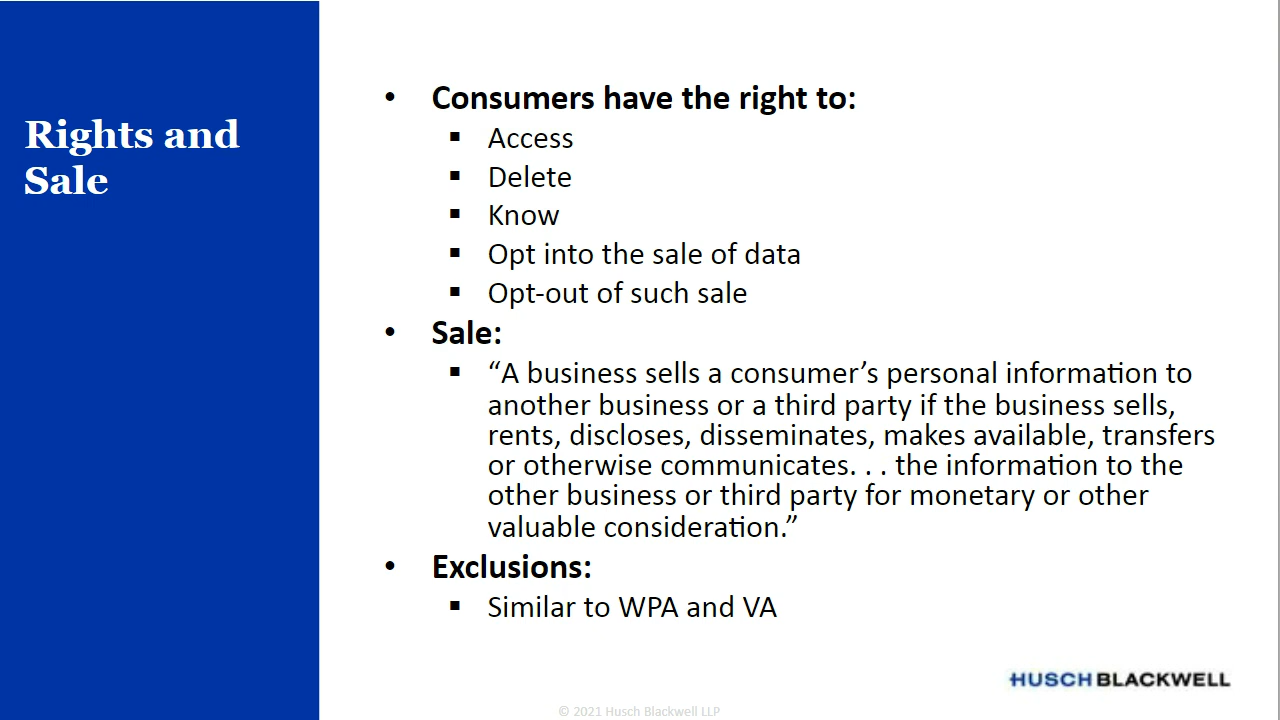 Rights and
Sale
• Consumers have the right to:
▪ Access
▪ Delete
▪ Know
▪ Opt into the sale of data
▪ Opt-out of such sale
• Sale:
▪ “A business sells a consumer’s personal information to
another business or a third party if the business sells,
rents, discloses, disseminates, makes available, transfers
or otherwise communicates. . . the information to the
other business or third party for monetary or other
valuable consideration.”
• Exclusions:
▪ Similar to WPA and VA
HUSCH BLACKWELL
© 2021 Husch Blackwell LLP